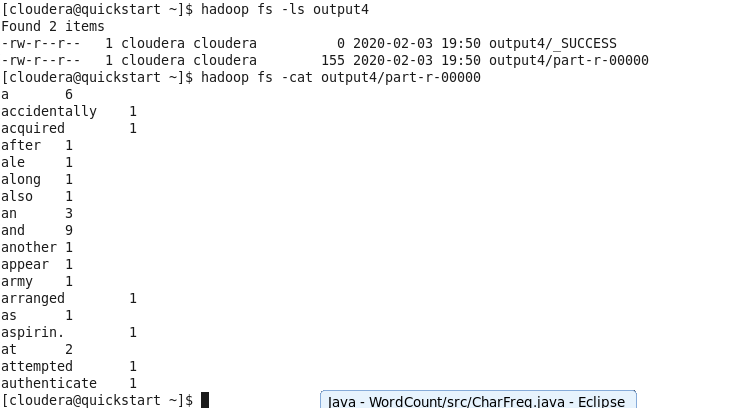 [cloudera@quickstart ~]$ hadoop fs -ls output4
Found 2 items
-rw-r--r--   1 cloudera cloudera          0 2020-02-03 19:50 output4/_SUCCESS
-rw-r--r--   1 cloudera cloudera        155 2020-02-03 19:50 output4/part-r-00000
[cloudera@quickstart ~]$ hadoop fs -cat output4/part-r-00000
a       6
accidentally    1
acquired        1
after   1
ale     1
along   1
also    1
an      3
and     9
another 1
appear  1
army    1
arranged        1
as      1
aspirin.        1
at      2
attempted       1
authenticate    1
[cloudera@quickstart ~]$
Java - WordCount/src/CharFreq.java - Eclipse